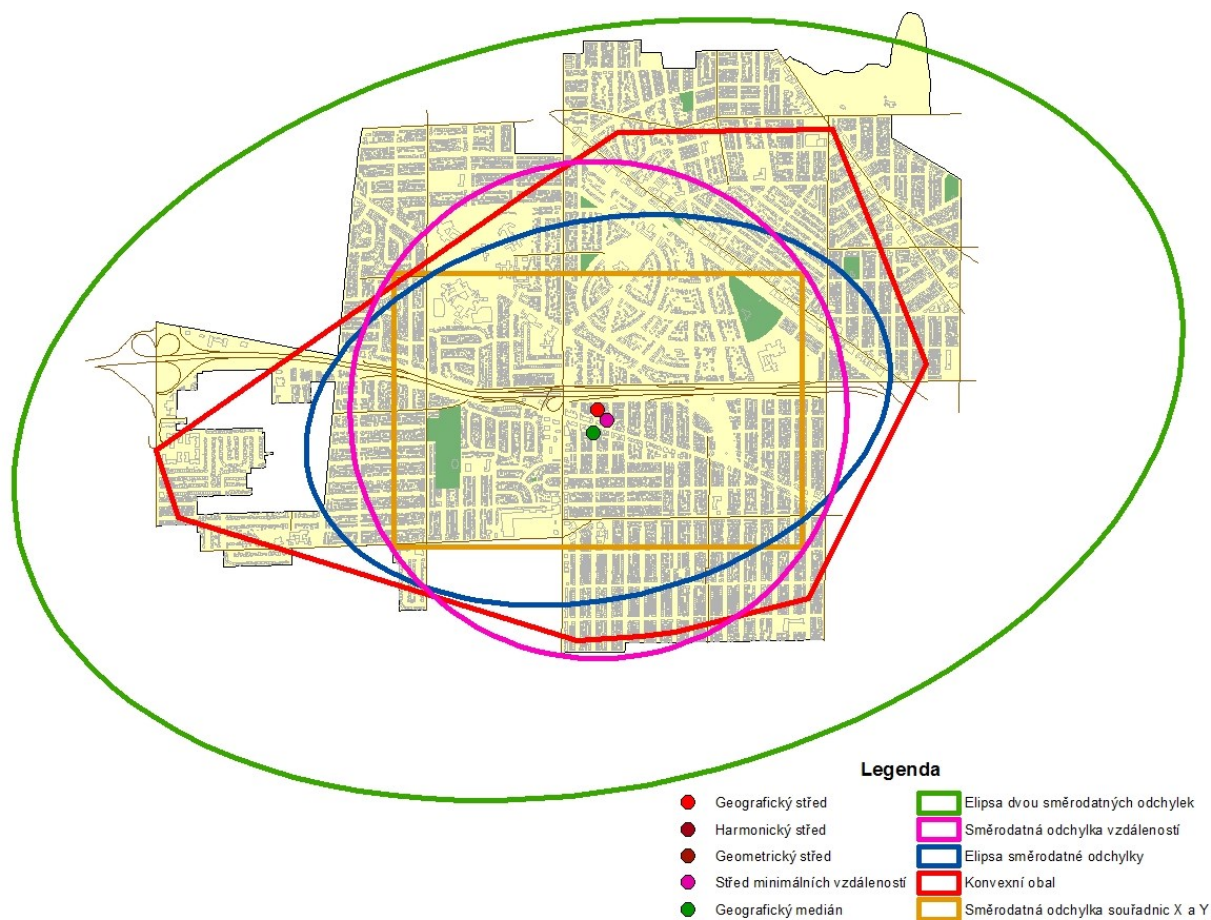 Legenda
Geografický střed
Harmonický střed
Geometrický střed
Střed minimálních vzdáleností
Geografický medián
Elipsa dvou směrodatných odchylek
Směrodatná odchylka vzdáleností
Elipsa směrodatné odchylky
Konvexní obal
Směrodatná odchylka souřadnic X a Y